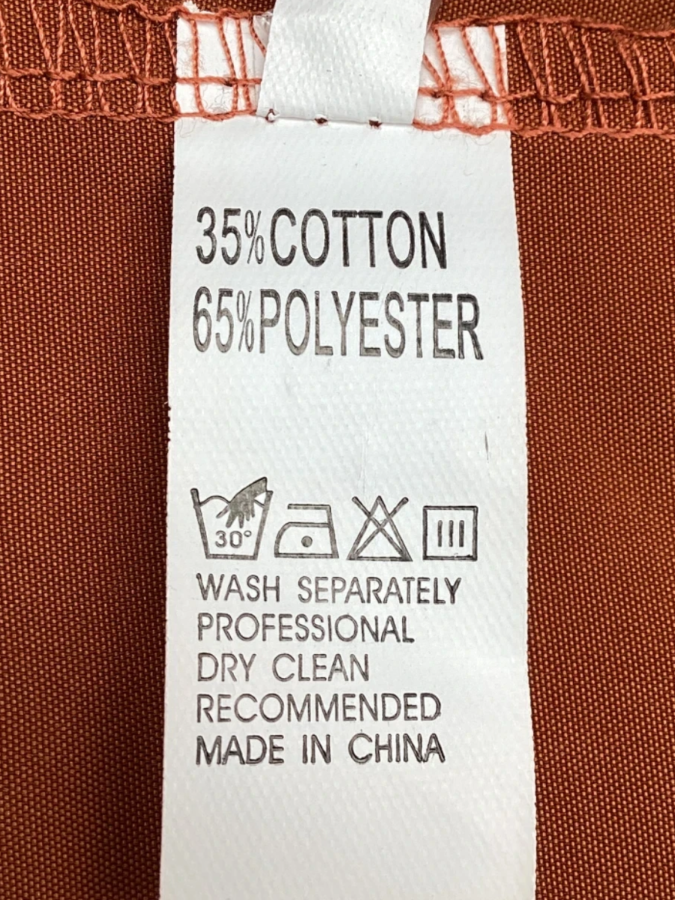 35%COTTON
65%POLYESTER
30°
WASH SEPARATELY
PROFESSIONAL
DRY CLEAN
RECOMMENDED
MADE IN CHINA